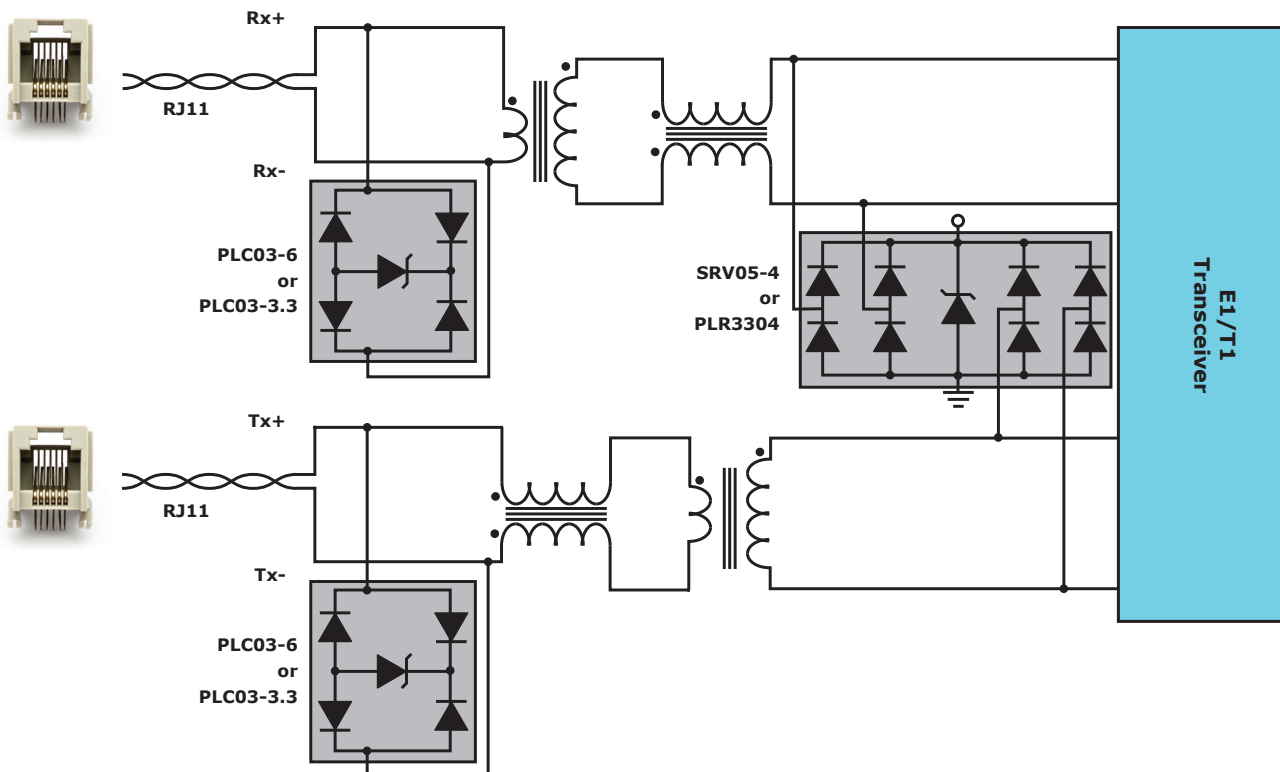 Rx+
RJ11
Rx-
PLC03-6
or
PLC03-3.3
SRV05-4
or
PLR3304
E1/T1
Transceiver
Tx+
RJ11
Tx-
PLC03-6
or
PLC03-3.3